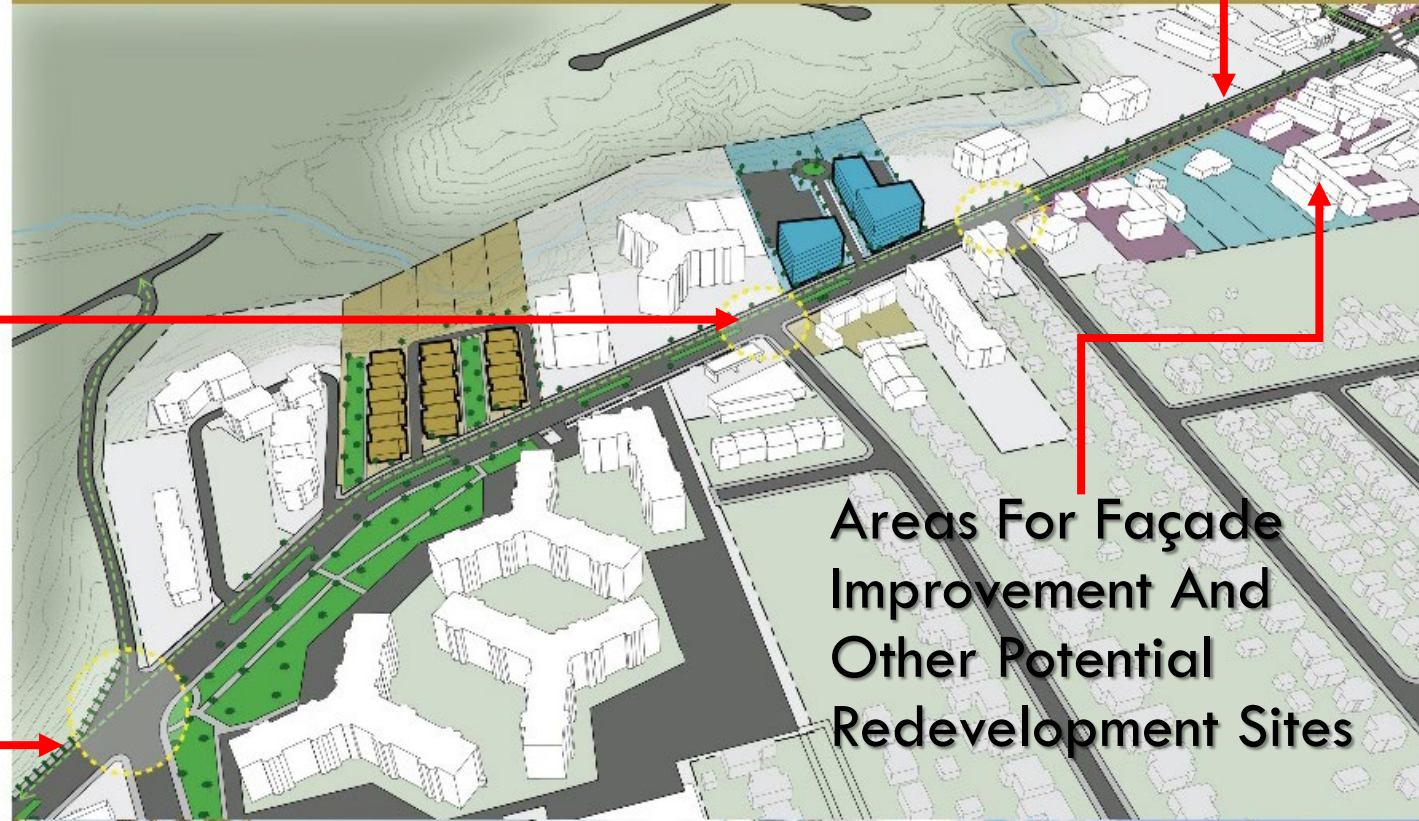 Areas For Façade
Improvement And
Other Potential
Redevelopment Sites